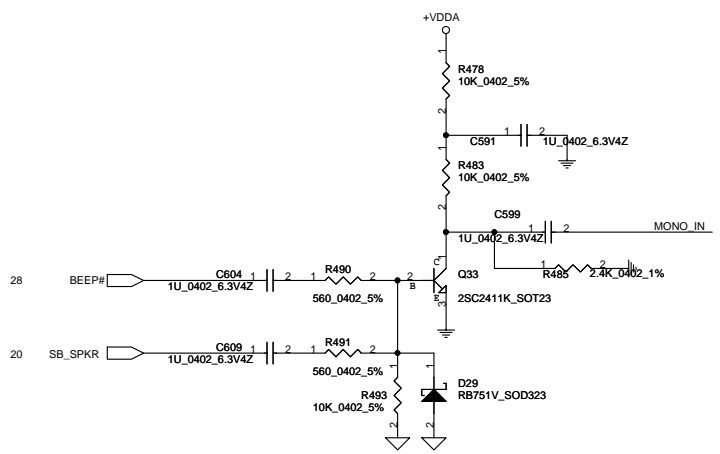 +VDDA
1
R478
10K_0402_5%
2
1 2
C591 1U_0402_6.3V4Z
1
R483
10K_0402_5%
2
C599
1 2 MONO_IN
1U_0402_6.3V4Z
1 2
R485 2.4K_0402_1%
28 BEEP# C604 1 2 1 R490 2
1U_0402_6.3V4Z 560_0402_5%
2 B C 1 E 3
Q33
2SC2411K_SOT23
20 SB_SPKR C609 1 2 1 R491 2
1U_0402_6.3V4Z 560_0402_5%
1 1
R493
10K_0402_5%
D29
RB751V_SOD323
2 2